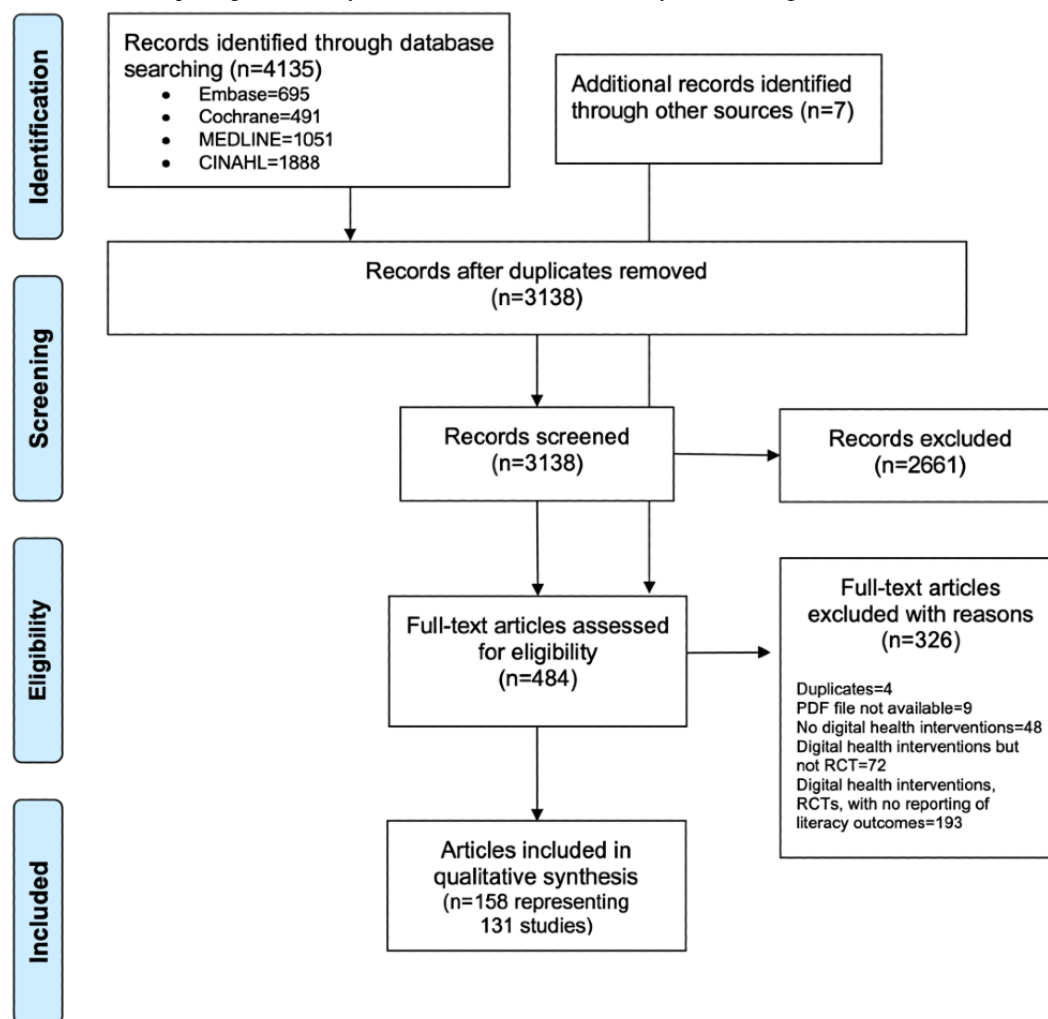 Identification
Records identified through database
searching (n=4135)
• Embase=695
• Cochrane=491
• MEDLINE=1051
• CINAHL=1888
Additional records identified
through other sources (n=7)
Records after duplicates removed
(n=3138)
Screening
Records screened
(n=3138)
Records excluded
(n=2661)
Eligibility
Full-text articles assessed
for eligibility
(n=484)
Full-text articles
excluded with reasons
(n=326)
Duplicates=4
PDF file not available=9
No digital health interventions=48
Digital health interventions but
not RCT=72
Digital health interventions,
RCTs, with no reporting of
literacy outcomes=193
Included
Articles included in
qualitative synthesis
(n=158 representing
131 studies)